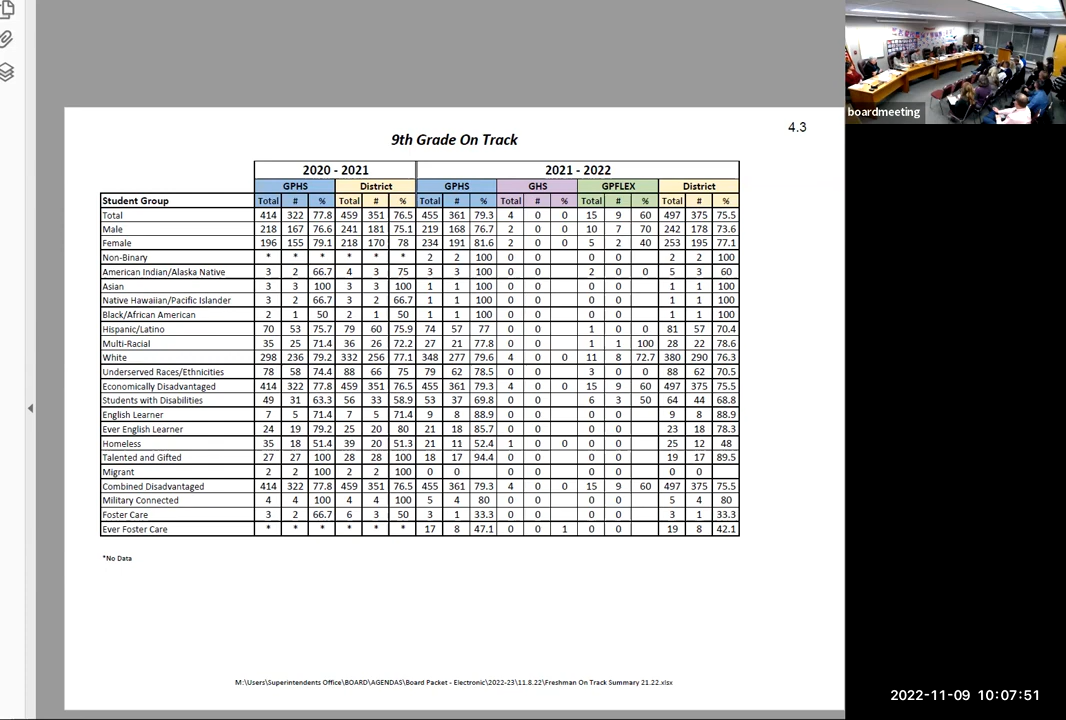 boardmeeting
4.3
9th Grade On Track
2020 - 2021 2021 - 2022
GPHS District GPHS GHS GPFLEX District
Student Group Total # % Total # % Total # % Total # % Total # % Total # %
Total 414 322 77.8 459 351 76.5 455 361 79.3 4 0 0 15 9 60 497 375 75.5
Male 218 167 76.6 241 181 75.1 219 168 76.7 2 0 0 10 7 70 242 178 73.6
Female 196 155 79.1 218 170 78 234 191 81.6 2 0 0 5 2 40 253 195 77.1
Non-Binary * * * * * * 2 2 100 0 0 0 0 2 2 100
American Indian/Alaska Native 3 2 66.7 4 3 75 3 3 100 0 0 2 0 0 5 3 60
Asian 3 3 100 3 3 100 1 1 100 0 0 0 0 1 1 100
Native Hawaiian/Pacific Islander 3 2 66.7 3 2 66.7 1 1 100 0 0 0 0 1 1 100
Black/African American 2 1 50 2 1 50 1 1 100 0 0 0 0 1 1 100
Hispanic/Latino 70 53 75.7 79 60 75.9 74 57 77 0 0 1 0 0 81 57 70.4
Multi-Racial 35 25 71.4 36 26 72.2 27 21 77.8 0 0 1 1 100 28 22 78.6
White 298 236 79.2 332 256 77.1 348 277 79.6 4 0 0 11 8 72.7 380 290 76.3
Underserved Races/Ethnicities 78 58 74.4 88 66 75 79 62 78.5 0 0 3 0 0 88 62 70.5
Economically Disadvantaged 414 322 77.8 459 351 76.5 455 361 79.3 4 0 0 15 9 60 497 375 75.5
Students with Disabilities 49 31 63.3 56 33 58.9 53 37 69.8 0 0 6 3 50 64 44 68.8
English Learner 7 5 71.4 7 5 71.4 9 8 88.9 0 0 0 0 9 8 88.9
Ever English Learner 24 19 79.2 25 20 80 21 18 85.7 0 0 0 0 23 18 78.3
Homeless 35 18 51.4 39 20 51.3 21 11 52.4 1 0 0 0 0 25 12 48
Talented and Gifted 27 27 100 28 28 100 18 17 94.4 0 0 0 0 19 17 89.5
Migrant 2 2 100 2 2 100 0 0 0 0 0 0 0 0
Combined Disadvantaged 414 322 77.8 459 351 76.5 455 361 79.3 4 0 0 15 9 60 497 375 75.5
Military Connected 4 4 100 4 4 100 5 4 80 0 0 0 0 5 4 80
Foster Care 3 2 66.7 6 3 50 3 1 33.3 0 0 0 0 3 1 33.3
Ever Foster Care * * * * * * 17 8 47.1 0 0 1 0 0 19 8 42.1
*No Data
M:\Users\Superintendents Office\BOARD\AGENDAS\Board Packet - Electronic\2022-23\11.8.22\Freshman On Track Summary 21.22.xlsx
2022-11-09 10:07:51